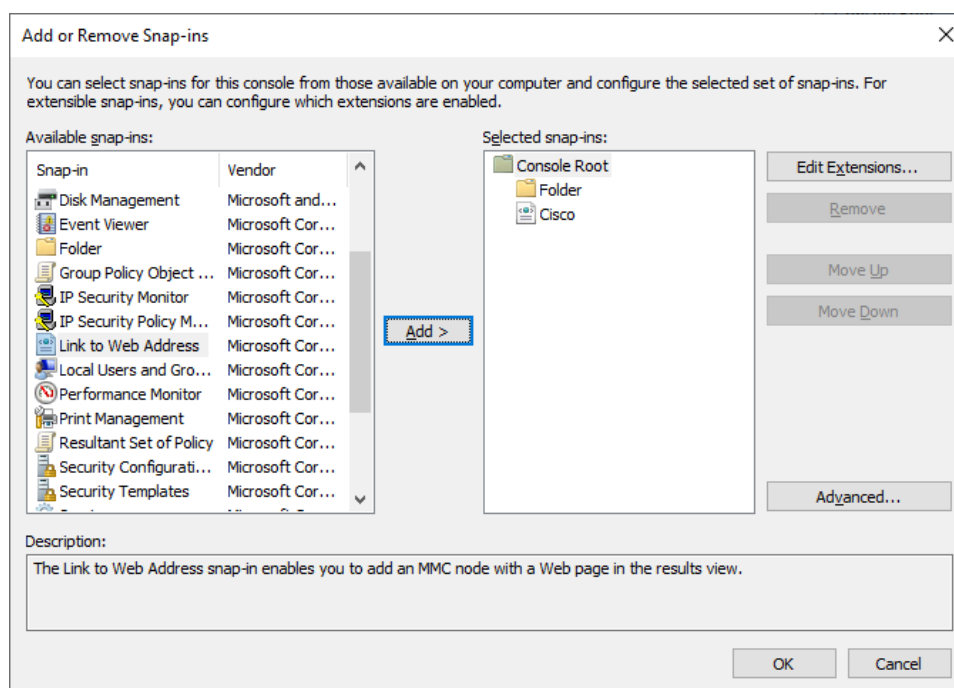 Add or Remove Snap-ins
You can select snap-ins for this console from those available on your computer and configure the selected set of snap-ins. For
extensible snap-ins, you can configure which extensions are enabled.
Available snap-ins:
Snap-in Vendor
Disk Management Microsoft and...
Event Viewer Microsoft Cor...
Folder Microsoft Cor...
Group Policy Object ... Microsoft Cor...
IP Security Monitor Microsoft Cor...
IP Security Policy M... Microsoft Cor...
Link to Web Address Microsoft Cor...
Local Users and Gro... Microsoft Cor...
Performance Monitor Microsoft Cor...
Print Management Microsoft Cor...
Resultant Set of Policy Microsoft Cor...
Security Configurati... Microsoft Cor...
Security Templates Microsoft Cor...
Add >
Selected snap-ins:
Console Root
Folder
Cisco
Edit Extensions...
Remove
Move Up
Move Down
Advanced...
Description:
The Link to Web Address snap-in enables you to add an MMC node with a Web page in the results view.
OK Cancel